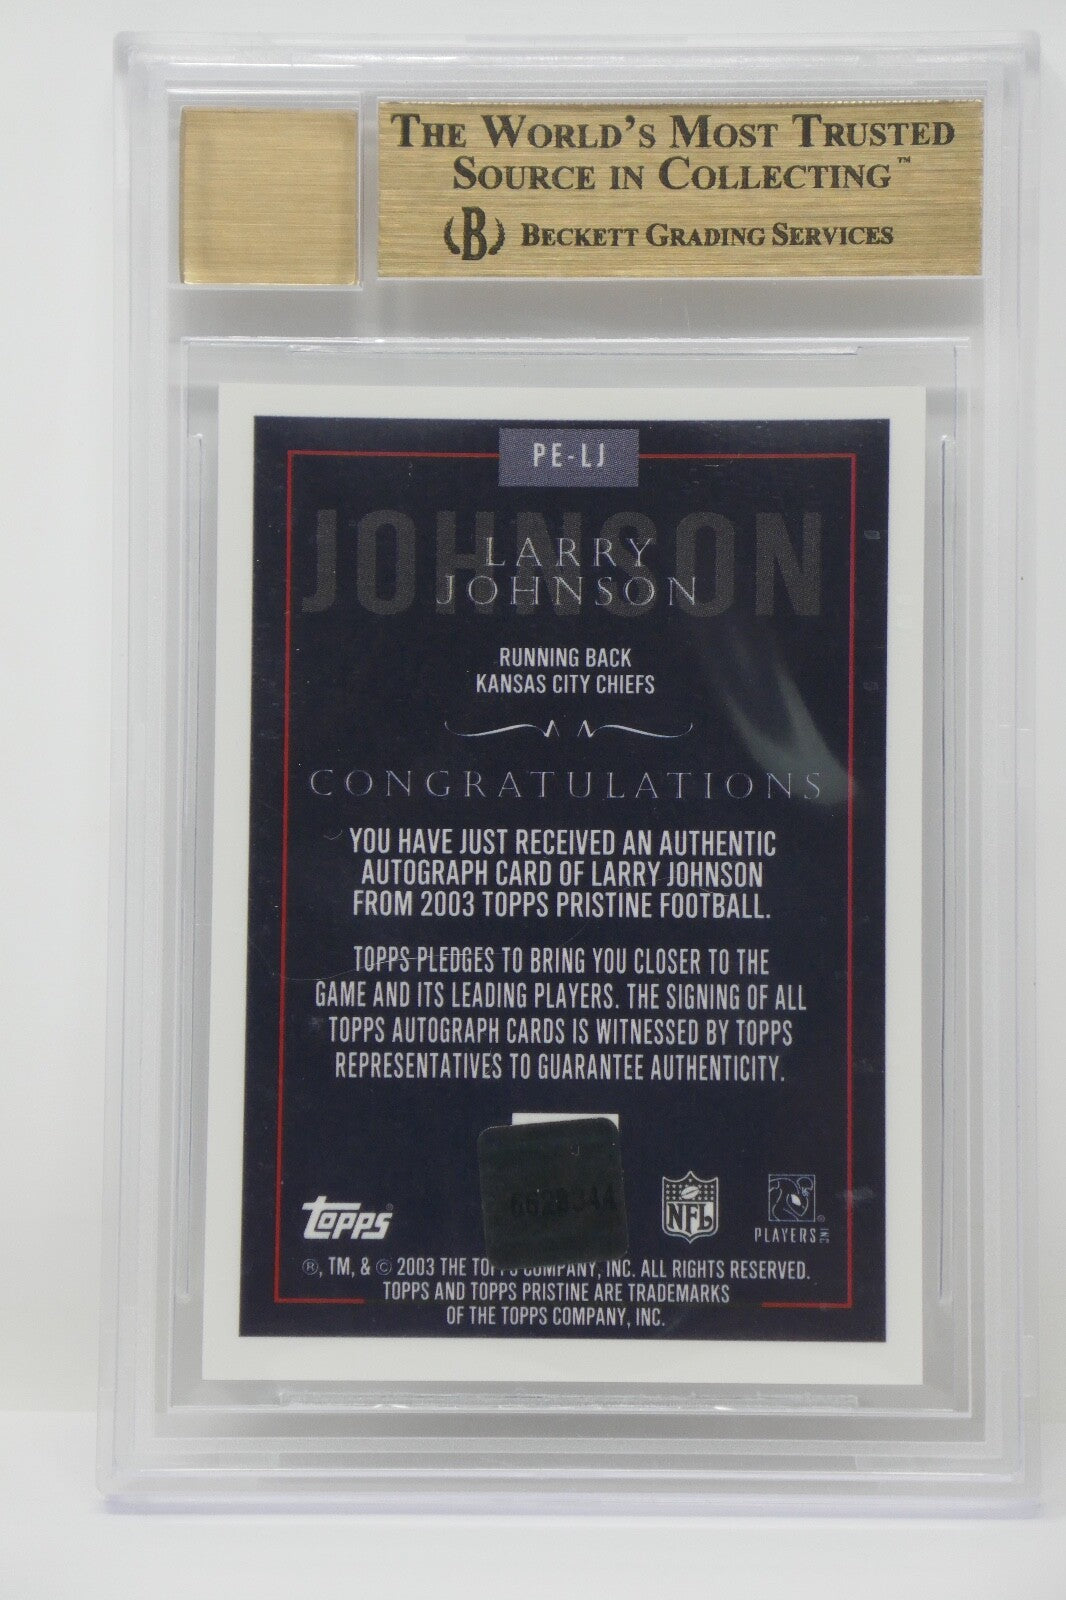 THE WORLD'S MOST TRUSTED
SOURCE IN COLLECTING™
B BECKETT GRADING SERVICES
PE-LJ
JOHNSON
LARRY
JOHNSON
RUNNING BACK
KANSAS CITY CHIEFS
CONGRATULATIONS
YOU HAVE JUST RECEIVED AN AUTHENTIC
AUTOGRAPH CARD OF LARRY JOHNSON
FROM 2003 TOPPS PRISTINE FOOTBALL.
TOPPS PLEDGES TO BRING YOU CLOSER TO THE
GAME AND ITS LEADING PLAYERS. THE SIGNING OF ALL
TOPPS AUTOGRAPH CARDS IS WITNESSED BY TOPPS
REPRESENTATIVES TO GUARANTEE AUTHENTICITY.
TOPPS®
NFL
PLAYERS INC®
®, TM, & © 2003 THE TOPPS COMPANY, INC. ALL RIGHTS RESERVED.
TOPPS AND TOPPS PRISTINE ARE TRADEMARKS
OF THE TOPPS COMPANY, INC.